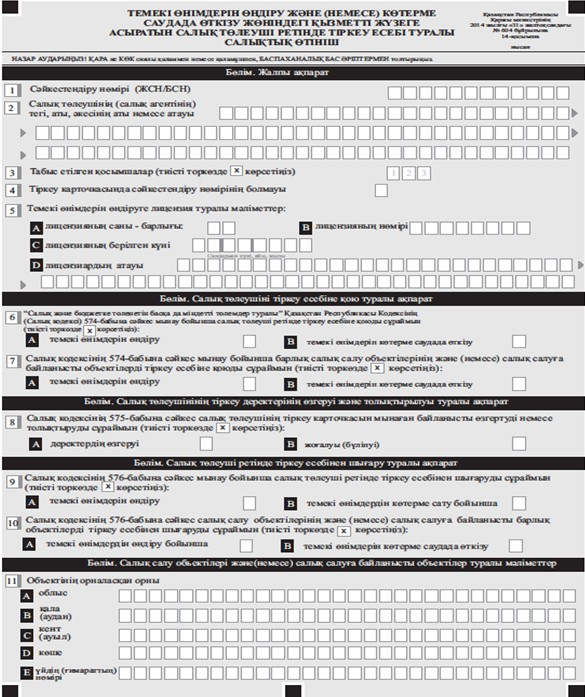 ТЕМЕКІ ӨНІМДЕРІН ӨНДІРУ ЖӘНЕ (НЕМЕСЕ) КӨТЕРМЕ
САУДАДА ӨТКІЗУ ЖӨНІНДЕГІ ҚЫЗМЕТТІ ЖҮЗЕГЕ
АСЫРАТЫН САЛЫҚ ТӨЛЕУШІ РЕТІНДЕ ТІРКЕУ ЕСЕБІ ТУРАЛЫ
САЛЫҚТЫҚ ӨТІНІШ
Қазақстан Республикасы
Қаржы министрінің
2014 жылғы «31» желтоқсандағы
№ 604 бұйрығына
14-қосымша
нысан
НАЗАР АУДАРЫҢЫЗ! ҚАРА не КӨК сиялы қаламмен немесе қаламұшпен, БАСПАХАНАЛЫҚ БАС ӘРІПТЕРМЕН толтырыңыз.
Бөлім. Жалпы ақпарат
1 Сәйкестендіру нөмірі (ЖСН/БСН)
2 Салық төлеушінің (салық агентінің)
тегі, аты, әкесінің аты немесе атауы
3 Табыс етілген қосымшалар (тиісті торкөзде X көрсетіңіз) 1 2 3
4 Тіркеу карточкасында сәйкестендіру нөмірінің болмауы
5 Темекі өнімдерін өндіруге лицензия туралы мәліметтер:
A лицензияның саны - барлығы: B лицензияның нөмірі
C лицензияның берілген күні
D лицензиардың атауы
Бөлім. Салық төлеушіні тіркеу есебіне қою туралы ақпарат
6 "Салық және бюджетке төленетін басқа да міндетті төлемдер туралы" Қазақстан Республикасы Кодексінің
(Салық кодексі) 574-бабына сәйкес мынау бойынша салық төлеуші ретінде тіркеу есебіне қоюды сұраймын
(тиісті торкөзде X көрсетіңіз):
A темекі өнімдерін өндіру B темекі өнімдерін көтерме саудада өткізу
7 Салық кодексінің 574-бабына сәйкес мынау бойынша барлық салық салу объектілерінің және (немесе) салық салуға
байланысты объектілерді тіркеу есебіне қоюды сұраймын (тиісті торкөзде X көрсетіңіз):
A темекі өнімдерін өндіру B темекі өнімдерін көтерме саудада өткізу
Бөлім. Салық төлеушінінің тіркеу деректерінің өзгеруі және толықтырылуы туралы ақпарат
8 Салық кодексінің 575-бабына сәйкес салық төлеушінің тіркеу карточкасын мынаған байланысты өзгертуді немесе
толықтыруды сұраймын (тиісті торкөзде X көрсетіңіз):
A деректердің өзгеруі B жоғалуы (бүлінуі)
Бөлім. Салық төлеуші ретінде тіркеу есебінен шығару туралы ақпарат
9 Салық кодексінің 576-бабына сәйкес мынау бойынша салық төлеуші ретінде тіркеу есебінен шығаруды сұраймын
(тиісті торкөзде X көрсетіңіз):
A темекі өнімдерін өндіру B темекі өнімдердін көтерме сату бойынша
10 Салық кодексінің 576-бабына сәйкес салық салу объектілерінің және (немесе) салық салуға байланысты барлық
объектілерді тіркеу есебінен шығаруды сұраймын (тиісті торкөзде X көрсетіңіз):
A темекі өнімдердін өндіру бойынша B темекі өнімдерін көтерме саудада өткізу
Бөлім. Салық салу объектілері және(немесе) салық салуға байланысты объектілер туралы мәліметтер
11 Объектінің орналасқан орны
A облыс
B қала
(аудан)
C кент
(ауыл)
D көше
E үйдің (ғимараттың)
нөмірі